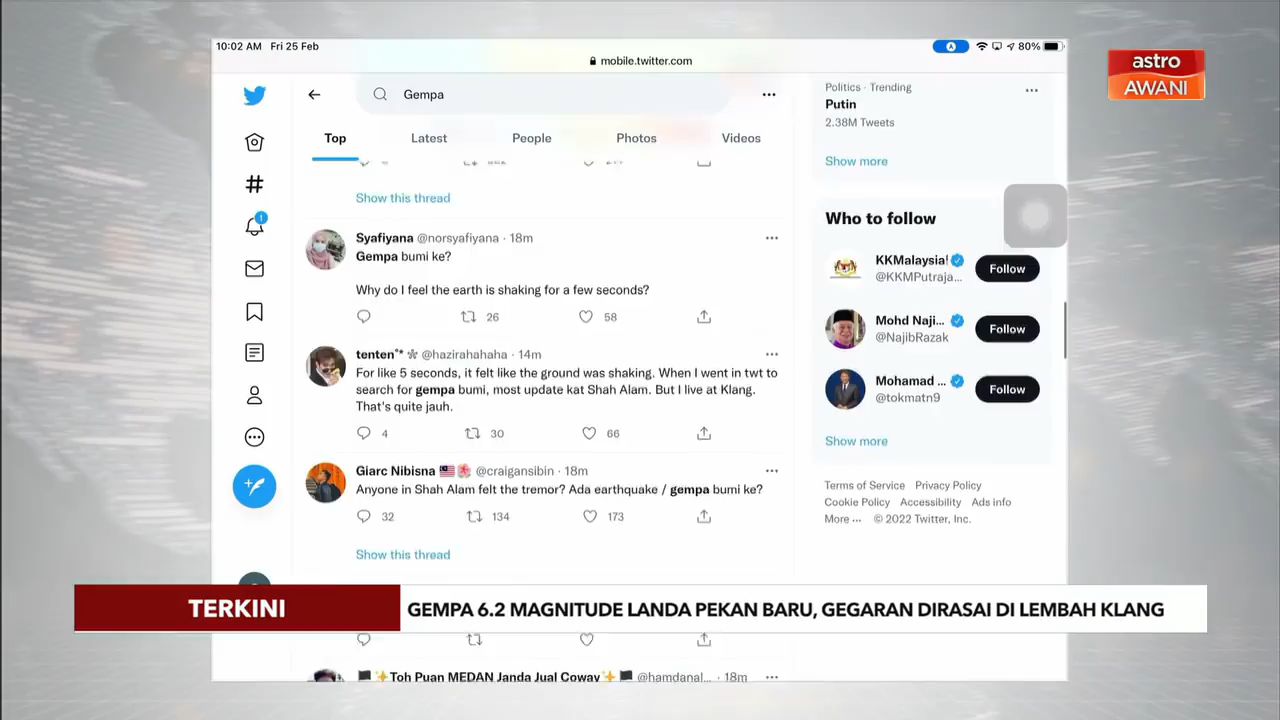 10:02 AM Fri 25 Feb
80%
mobile.twitter.com
astro
AWANI
Gempa
Top Latest People Photos Videos
Show this thread
Syafiyana @norsyafiyana · 18m
Gempa bumi ke?
Why do I feel the earth is shaking for a few seconds?
26 58
tenten @hazirahahaha · 14m
For like 5 seconds, it felt like the ground was shaking. When I went in twt to
search for gempa bumi, most update kat Shah Alam. But I live at Klang.
That's quite jauh.
4 30 66
Giarc Nibisna @craigansibin · 18m
Anyone in Shah Alam felt the tremor? Ada earthquake / gempa bumi ke?
32 134 173
Show this thread
Toh Puan MEDAN Janda Jual Coway @hamdanal... · 18m
Politics · Trending
Putin
2.38M Tweets
Show more
Who to follow
KKMalaysia!
@KKMPutraja...
Follow
Mohd Naji...
@NajibRazak
Follow
Mohamad ...
@tokmatn9
Follow
Show more
Terms of Service Privacy Policy
Cookie Policy Accessibility Ads info
More ··· © 2022 Twitter, Inc.
1
TERKINI
GEMPA 6.2 MAGNITUDE LANDA PEKAN BARU, GEGARAN DIRASAI DI LEMBAH KLANG